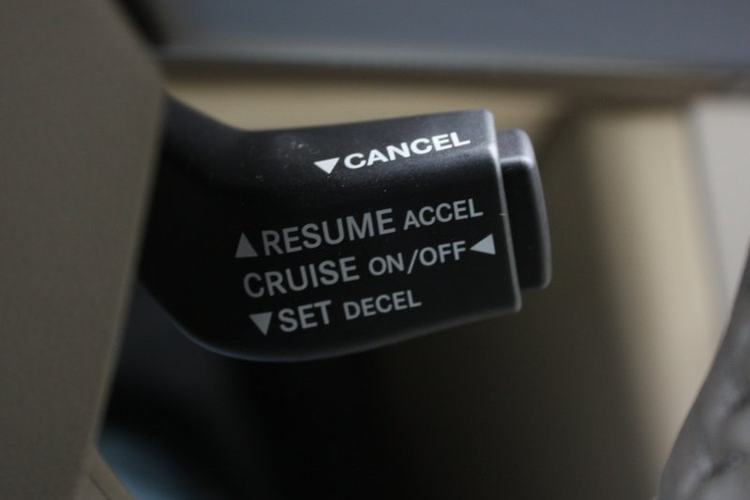 ▼CANCEL
▲RESUME ACCEL
CRUISE ON/OFF◀
▼SET DECEL